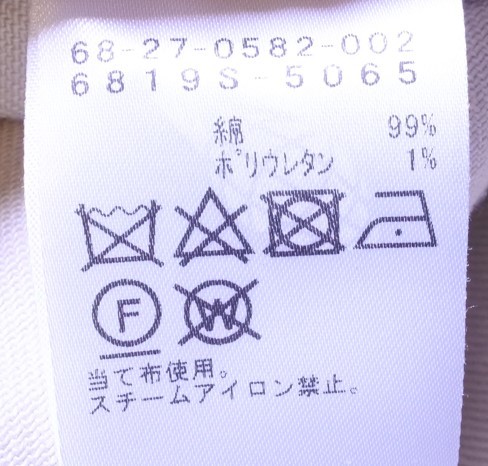 68-27-0582-002
6819S-5065
綿 99%
ポリウレタン 1%
F W
当て布使用。
スチームアイロン禁止。